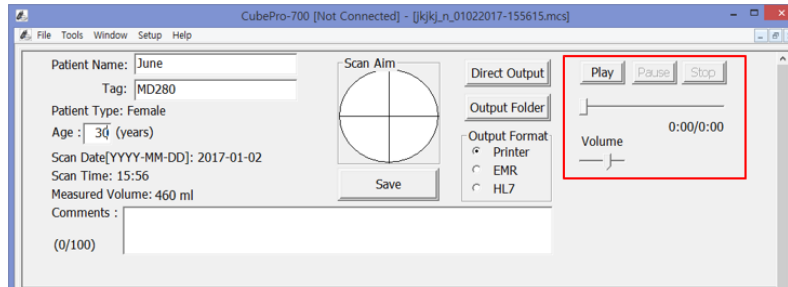 CubePro-700 [Not Connected] - [jkjkj_n_01022017-155615.mcs]
File Tools Window Setup Help
Patient Name: June
Tag: MD280
Patient Type: Female
Age : 30 (years)
Scan Date[YYYY-MM-DD]: 2017-01-02
Scan Time: 15:56
Measured Volume: 460 ml
Comments :
(0/100)
Scan Aim
Save
Direct Output
Output Folder
Output Format
Printer
EMR
HL7
Play Pause Stop
0:00/0:00
Volume